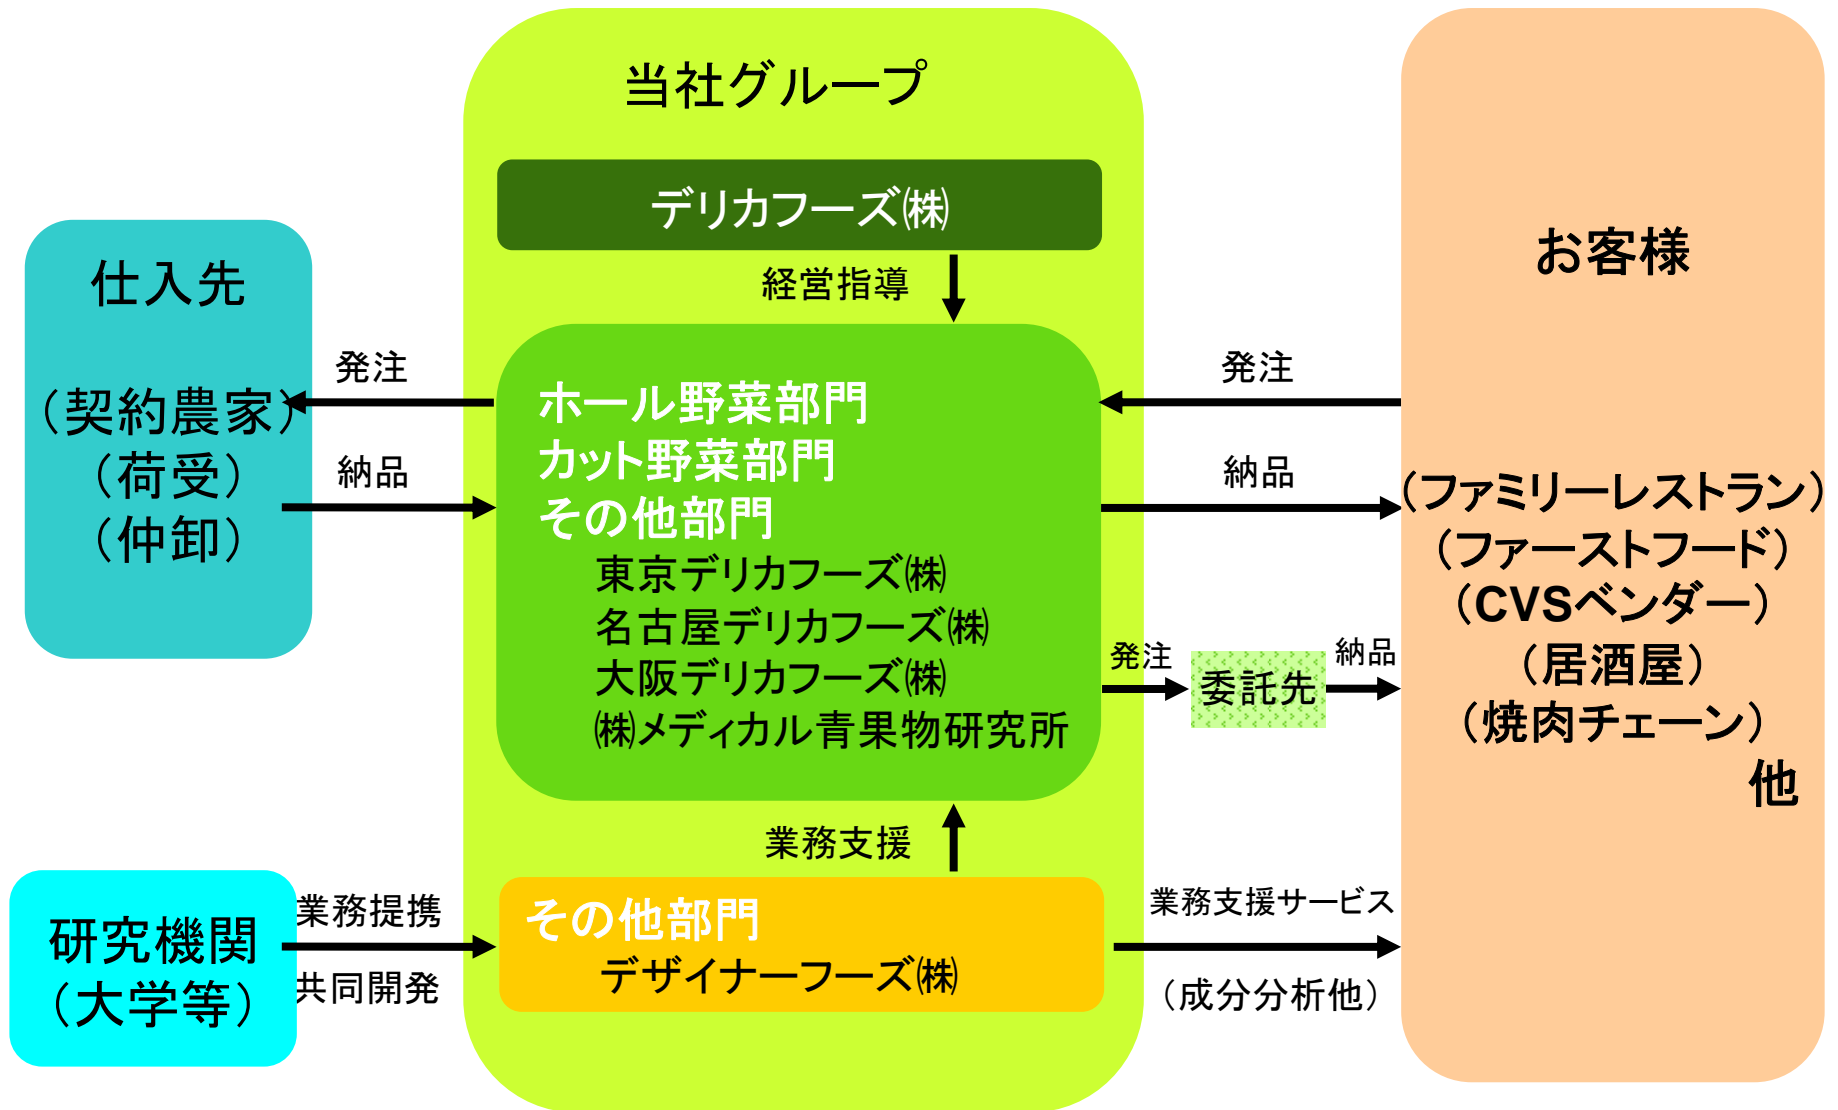 当社グループ
デリカフーズ㈱
経営指導
仕入先
（契約農家）
（荷受）
（仲卸）
発注
納品
ホール野菜部門
カット野菜部門
その他部門
東京デリカフーズ㈱
名古屋デリカフーズ㈱
大阪デリカフーズ㈱
㈱メディカル青果物研究所
発注
納品
発注
委託先
納品
お客様
（ファミリーレストラン）
（ファーストフード）
（CVSベンダー）
（居酒屋）
（焼肉チェーン）
他
業務支援
研究機関
（大学等）
業務提携
共同開発
その他部門
デザイナーフーズ㈱
業務支援サービス
（成分分析他）